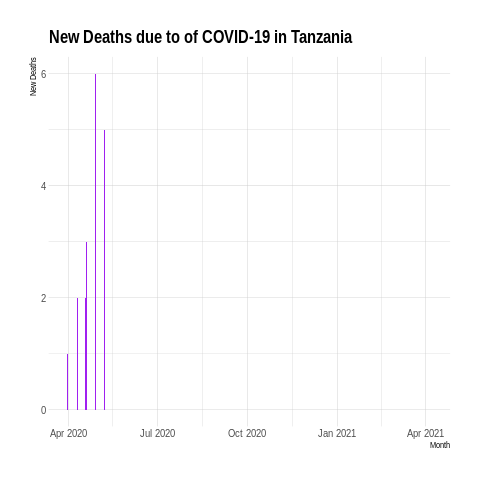 New Deaths due to of COVID-19 in Tanzania
New Deaths
6
4
2
0
Apr 2020 Jul 2020 Oct 2020 Jan 2021 Apr 2021
Month